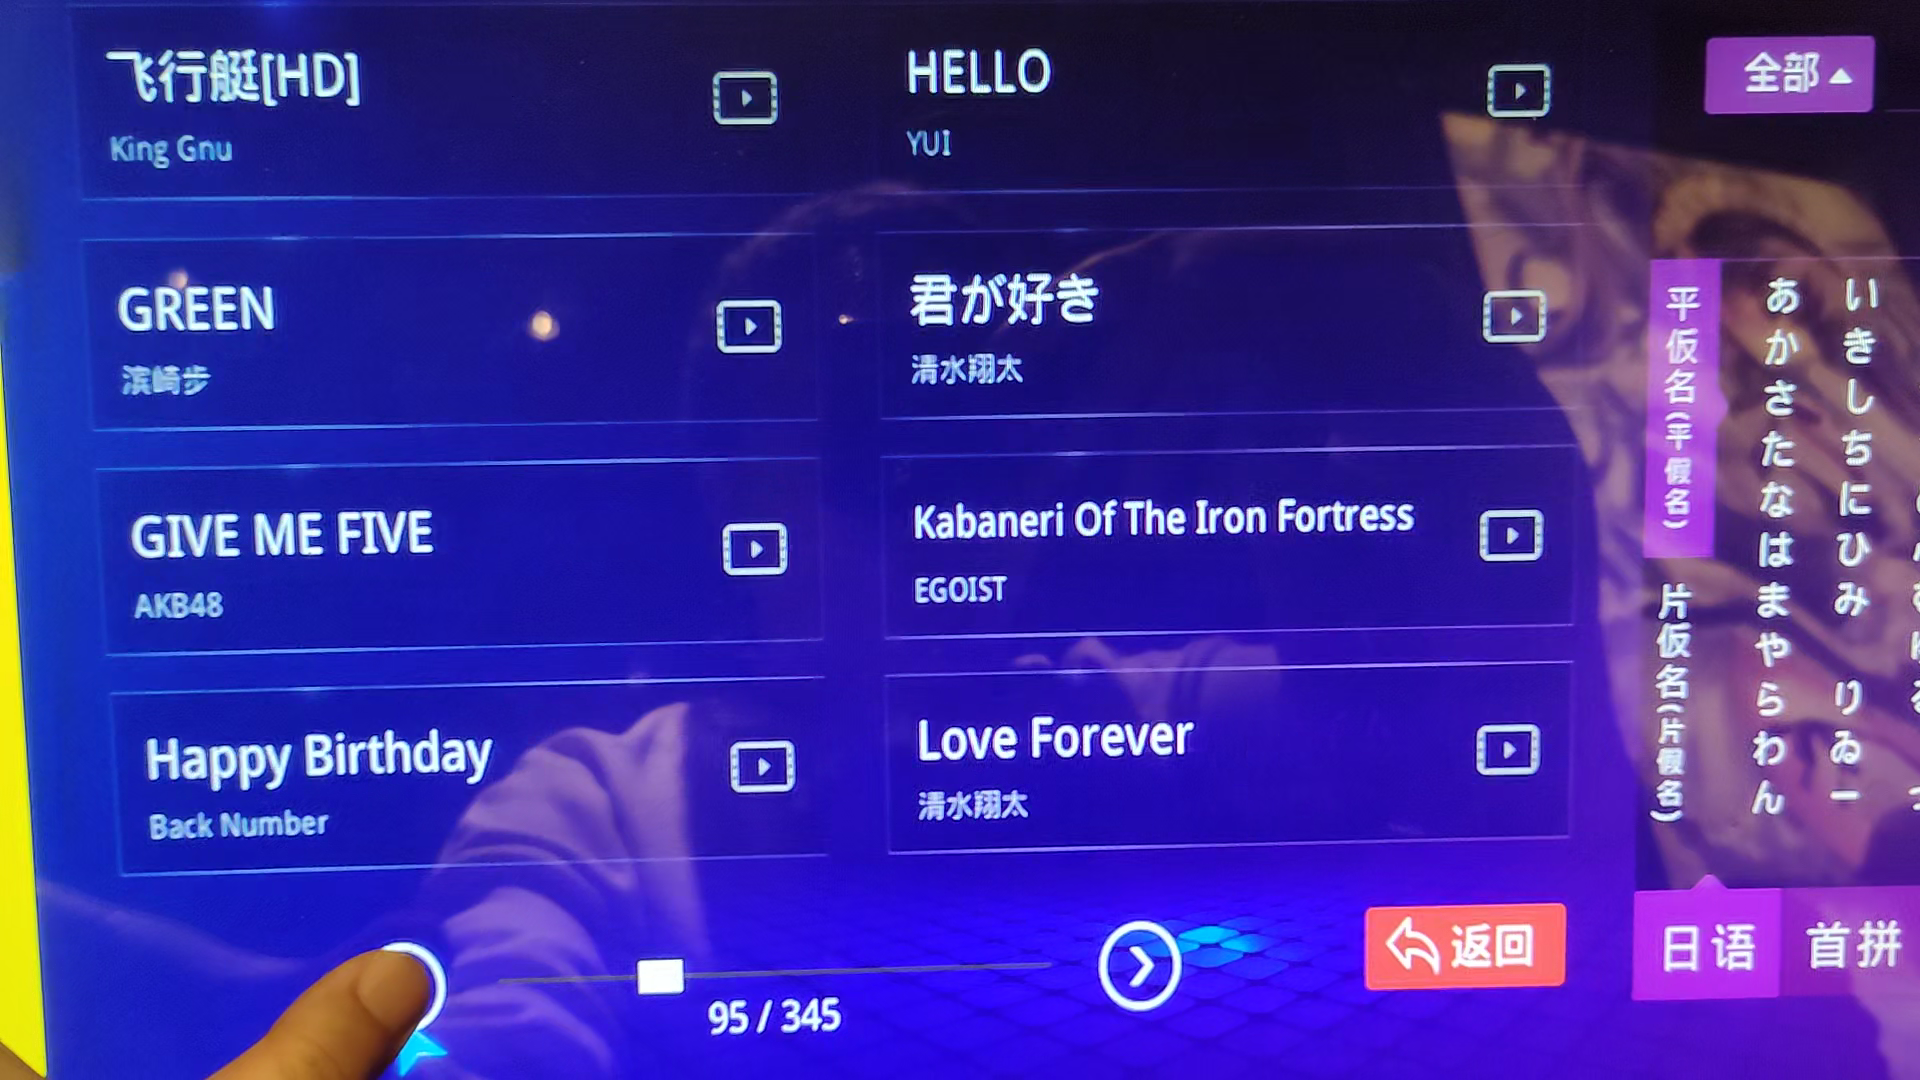 飞行艇[HD]
King Gnu
HELLO
YUI
GREEN
滨崎步
君が好き
清水翔太
GIVE ME FIVE
AKB48
Kabaneri Of The Iron Fortress
EGOIST
Happy Birthday
Back Number
Love Forever
清水翔太
95 / 345
返回
全部
平仮名(平假名)
片仮名(片假名)
あかさたなはまやらわん
いきしちにひみ りゐー
日语
首拼